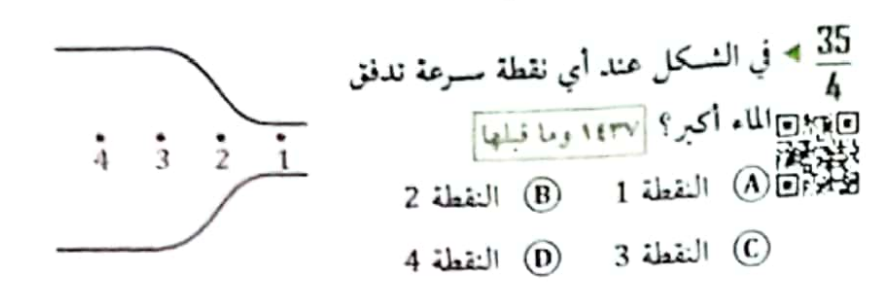 35/4 ◄ في الشكل عند أي نقطة سرعة تدفق
الماء أكبر؟ ١٤٣٧ وما قبلها
A النقطة 1 B النقطة 2
C النقطة 3 D النقطة 4
4 3 2 1